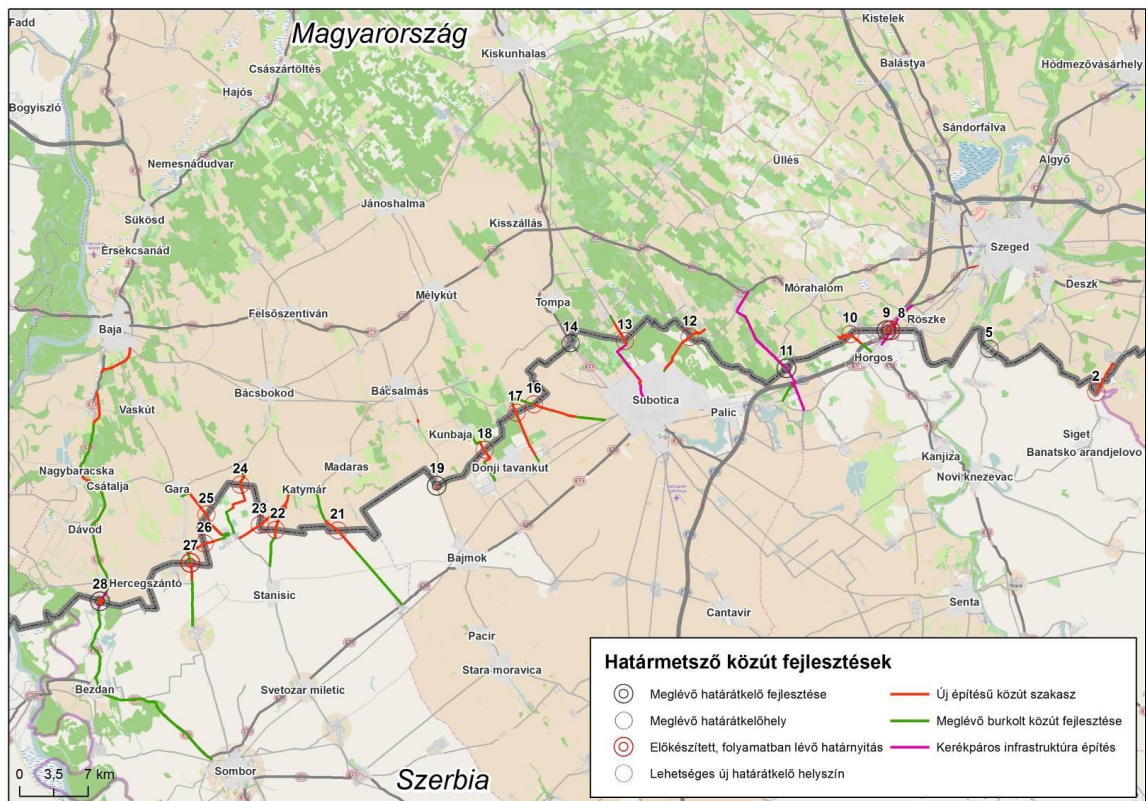 Magyarország
Fadd
Kistelek
Kiskunhalas
Balástya
Hódmezővásárhely
Császártöltés
Hajós
Bogyiszló
Sándorfalva
Algyő
Nemesnádudvar
Üllés
Jánoshalma
Sükösd
Kisszállás
Érsekcsanád
Szeged
Deszk
Mélykút
Mórahalom
Tompa
Felsőszentiván
Baja
14
13
12
10
9
8
Röszke
5
Horgos
11
2
Bácsbokod
Bácsalmás
Vaskút
17
16
Subotica
Palic
Kunbaja
18
Siget
Kanjiza
Banatsko arandjelovo
Donji tavankut
Madaras
19
Nagybaracska
Csátalja
24
Novi knezevac
Gara
25
Katymár
23
22
21
Dávod
26
27
Bajmok
28
Hercegszántó
Stanisic
Senta
Cantavir
Pacir
Stara moravica
Bezdan
Svetozar miletic
Sombor
Szerbia
0 3,5 7 km
Határmetsző közút fejlesztések
Meglévő határátkelő fejlesztése
Meglévő határátkelőhely
Előkészített, folyamatban lévő határnyitás
Lehetséges új határátkelő helyszín
Új építésű közút szakasz
Meglévő burkolt közút fejlesztése
Kerékpáros infrastruktúra építés